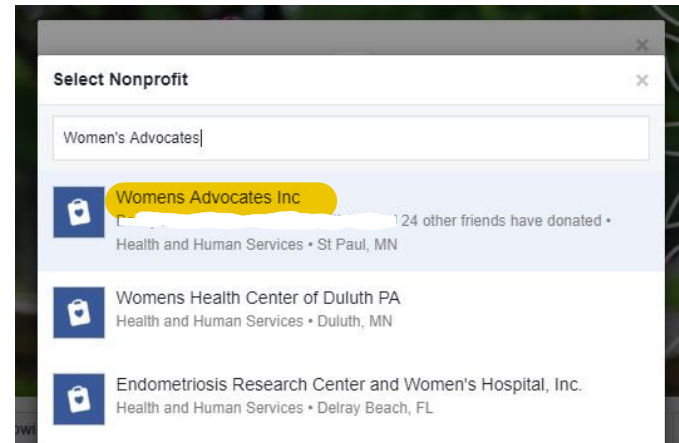 Select Nonprofit
Women's Advocates
Womens Advocates Inc
24 other friends have donated •
Health and Human Services • St Paul, MN
Womens Health Center of Duluth PA
Health and Human Services • Duluth, MN
Endometriosis Research Center and Women's Hospital, Inc.
Health and Human Services • Delray Beach, FL